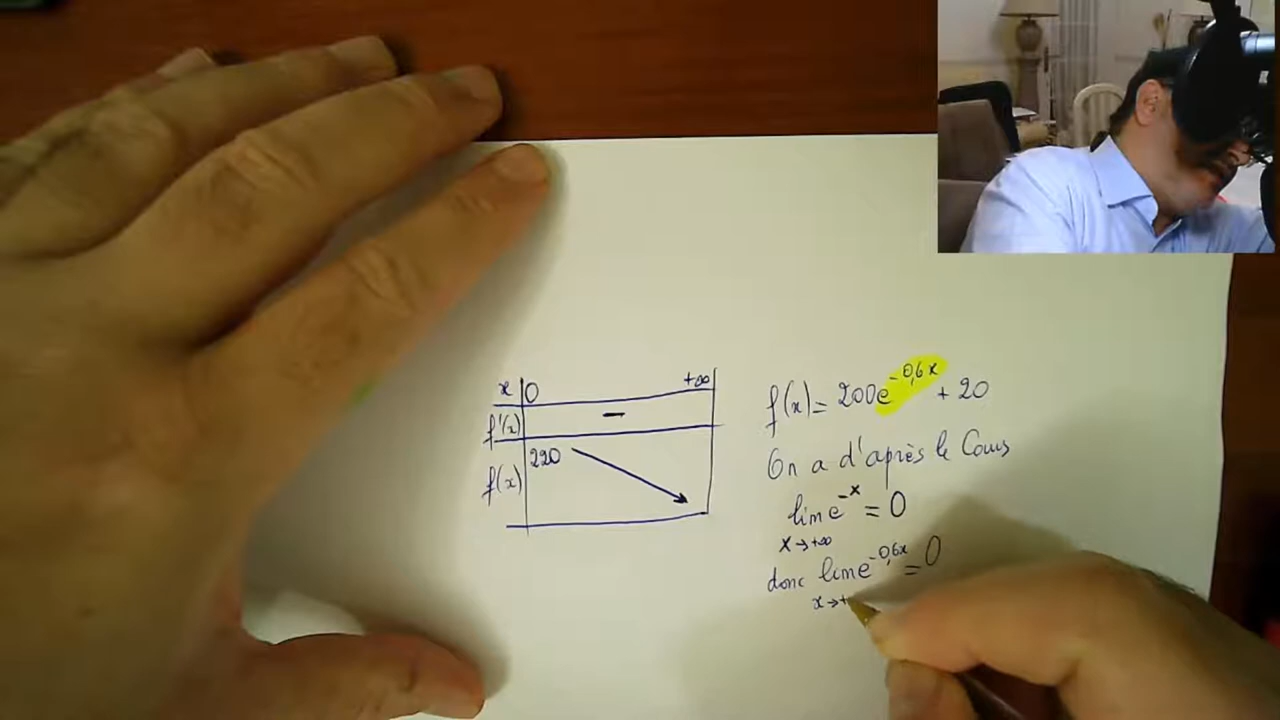 x 0 +∞
f'(x) −
f(x) 220
f(x) = 200e^{-0,6x} + 20
On a d'après le Cours
lim e^{-X} = 0
X→+∞
donc lim e^{-0,6x} = 0
x→+